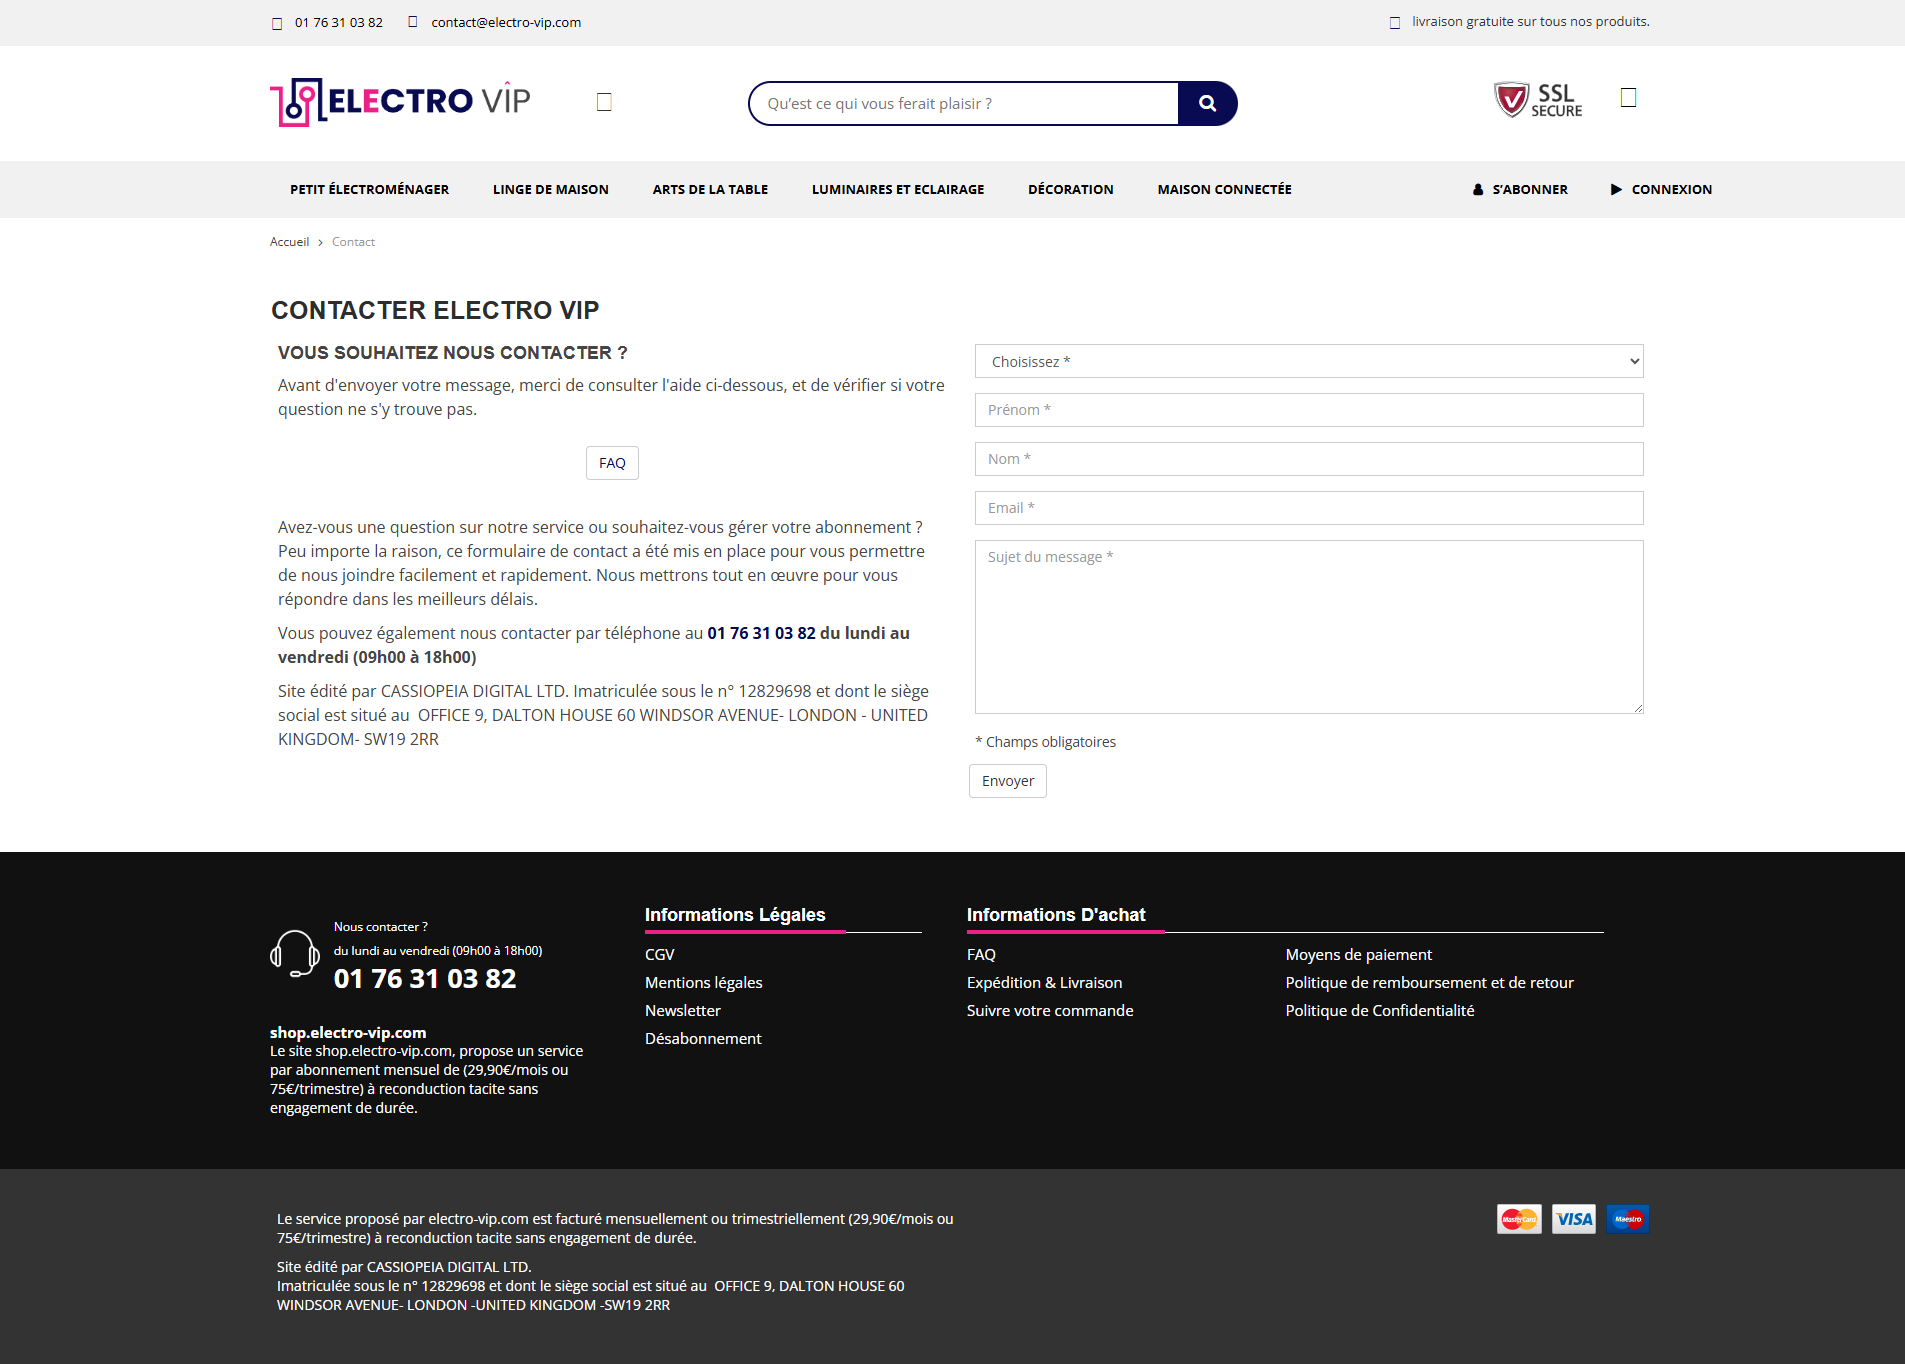 01 76 31 03 82
contact@electro-vip.com
livraison gratuite sur tous nos produits.
ELECTRO VIP
Qu'est ce qui vous ferait plaisir ?
SSL
SECURE
PETIT ÉLECTROMÉNAGER
LINGE DE MAISON
ARTS DE LA TABLE
LUMINAIRES ET ECLAIRAGE
DÉCORATION
MAISON CONNECTÉE
S'ABONNER
CONNEXION
Accueil > Contact
CONTACTER ELECTRO VIP
VOUS SOUHAITEZ NOUS CONTACTER ?
Avant d'envoyer votre message, merci de consulter l'aide ci-dessous, et de vérifier si votre
question ne s'y trouve pas.
FAQ
Avez-vous une question sur notre service ou souhaitez-vous gérer votre abonnement ?
Peu importe la raison, ce formulaire de contact a été mis en place pour vous permettre
de nous joindre facilement et rapidement. Nous mettrons tout en œuvre pour vous
répondre dans les meilleurs délais.
Vous pouvez également nous contacter par téléphone au 01 76 31 03 82 du lundi au
vendredi (09h00 à 18h00)
Site édité par CASSIOPEIA DIGITAL LTD. Imatriculée sous le n° 12829698 et dont le siège
social est situé au OFFICE 9, DALTON HOUSE 60 WINDSOR AVENUE- LONDON - UNITED
KINGDOM- SW19 2RR
Choisissez *
Prénom *
Nom *
Email *
Sujet du message *
* Champs obligatoires
Envoyer
Nous contacter ?
du lundi au vendredi (09h00 à 18h00)
01 76 31 03 82
shop.electro-vip.com
Le site shop.electro-vip.com, propose un service
par abonnement mensuel de (29,90€/mois ou
75€/trimestre) à reconduction tacite sans
engagement de durée.
Informations Légales
CGV
Mentions légales
Newsletter
Désabonnement
Informations D'achat
FAQ
Expédition & Livraison
Suivre votre commande
Moyens de paiement
Politique de remboursement et de retour
Politique de Confidentialité
Le service proposé par electro-vip.com est facturé mensuellement ou trimestriellement (29,90€/mois ou
75€/trimestre) à reconduction tacite sans engagement de durée.
Site édité par CASSIOPEIA DIGITAL LTD.
Imatriculée sous le n° 12829698 et dont le siège social est situé au OFFICE 9, DALTON HOUSE 60
WINDSOR AVENUE- LONDON -UNITED KINGDOM -SW19 2RR
MasterCard
VISA
Maestro